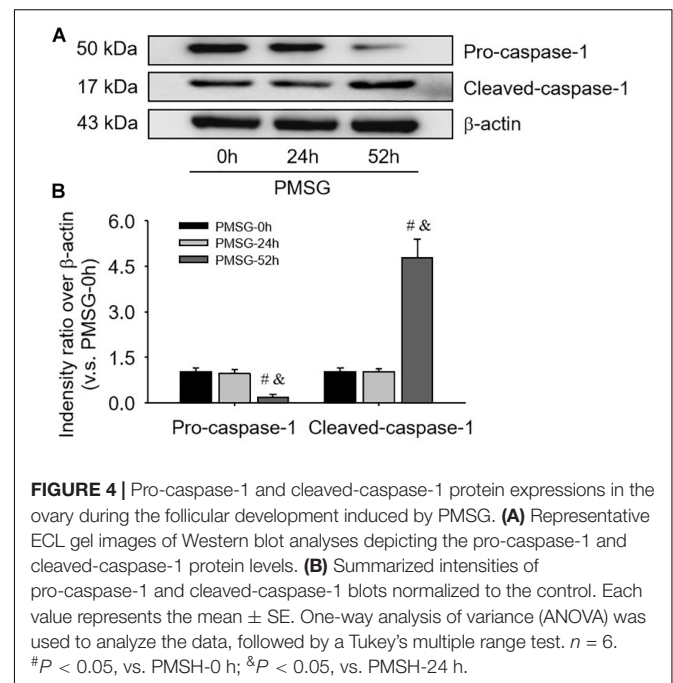 A
50 kDa
Pro-caspase-1
17 kDa
Cleaved-caspase-1
43 kDa
β-actin
0h 24h 52h
PMSG
B
Indensity ratio over β-actin
(v.s. PMSG-0h)
6.0
4.5
3.0
1.5
0.0
PMSG-0h
PMSG-24h
PMSG-52h
# &
# &
Pro-caspase-1 Cleaved-caspase-1
FIGURE 4 | Pro-caspase-1 and cleaved-caspase-1 protein expressions in the
ovary during the follicular development induced by PMSG. (A) Representative
ECL gel images of Western blot analyses depicting the pro-caspase-1 and
cleaved-caspase-1 protein levels. (B) Summarized intensities of
pro-caspase-1 and cleaved-caspase-1 blots normalized to the control. Each
value represents the mean ± SE. One-way analysis of variance (ANOVA) was
used to analyze the data, followed by a Tukey's multiple range test. n = 6.
#P < 0.05, vs. PMSH-0 h; &P < 0.05, vs. PMSH-24 h.